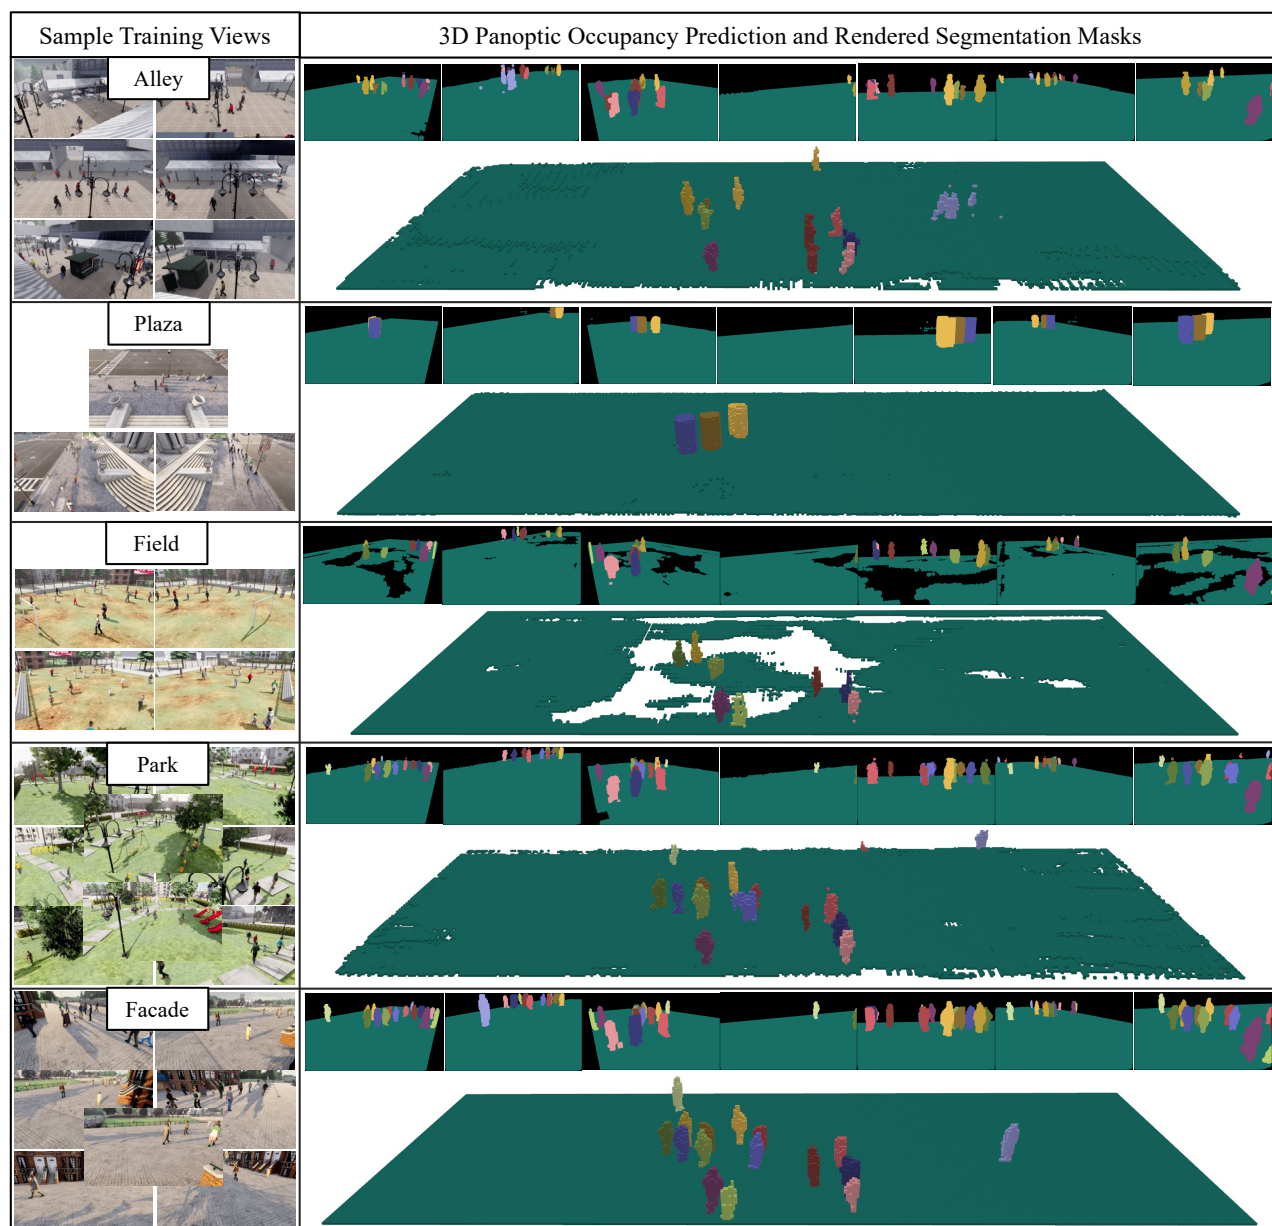 Sample Training Views
3D Panoptic Occupancy Prediction and Rendered Segmentation Masks
Alley
Plaza
Field
Park
Facade